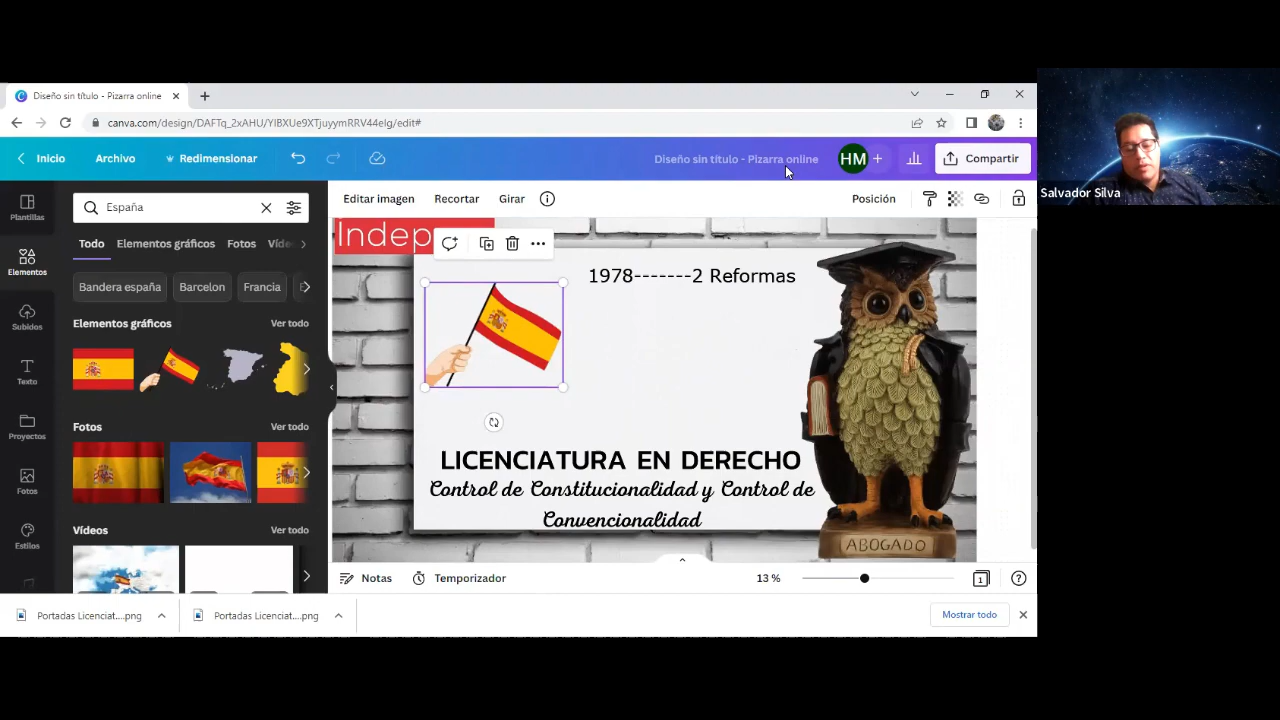 Diseño sin título - Pizarra online
canva.com/design/DAFTq_2xAHU/YIBXUe9XTjuyymRRV44elg/edit#
Inicio
Archivo
Redimensionar
Diseño sin título - Pizarra online
HM
Compartir
Salvador Silva
Plantillas
Elementos
Subidos
Texto
Proyectos
Fotos
Estilos
España
Todo
Elementos gráficos
Fotos
Bandera españa
Barcelon
Francia
Elementos gráficos
Ver todo
Fotos
Ver todo
Vídeos
Ver todo
Editar imagen
Recortar
Girar
Posición
Indep
1978-------2 Reformas
LICENCIATURA EN DERECHO
Control de Constitucionalidad y Control de
Convencionalidad
ABOGADO
Notas
Temporizador
13 %
1
Portadas Licenciat....png
Portadas Licenciat....png
Mostrar todo